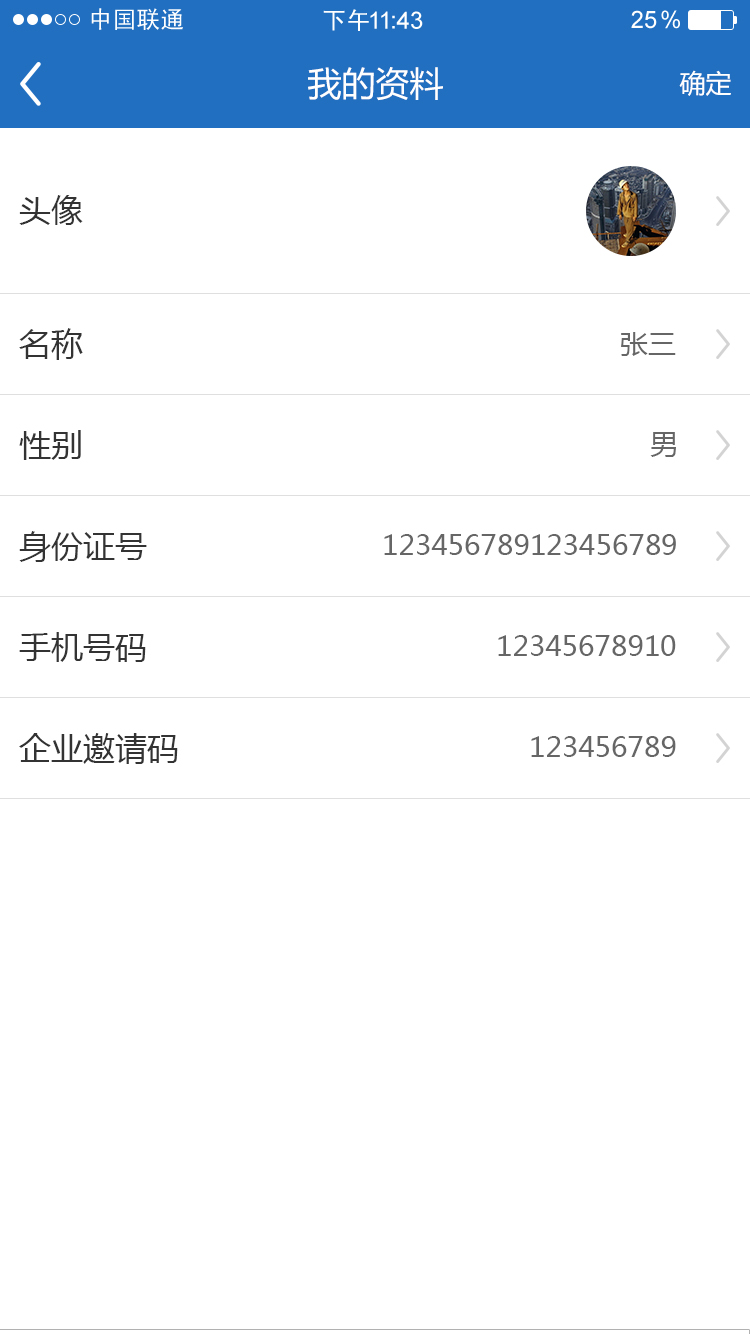 中国联通 下午11:43 25%
我的资料 确定
头像
名称 张三
性别 男
身份证号 123456789123456789
手机号码 12345678910
企业邀请码 123456789